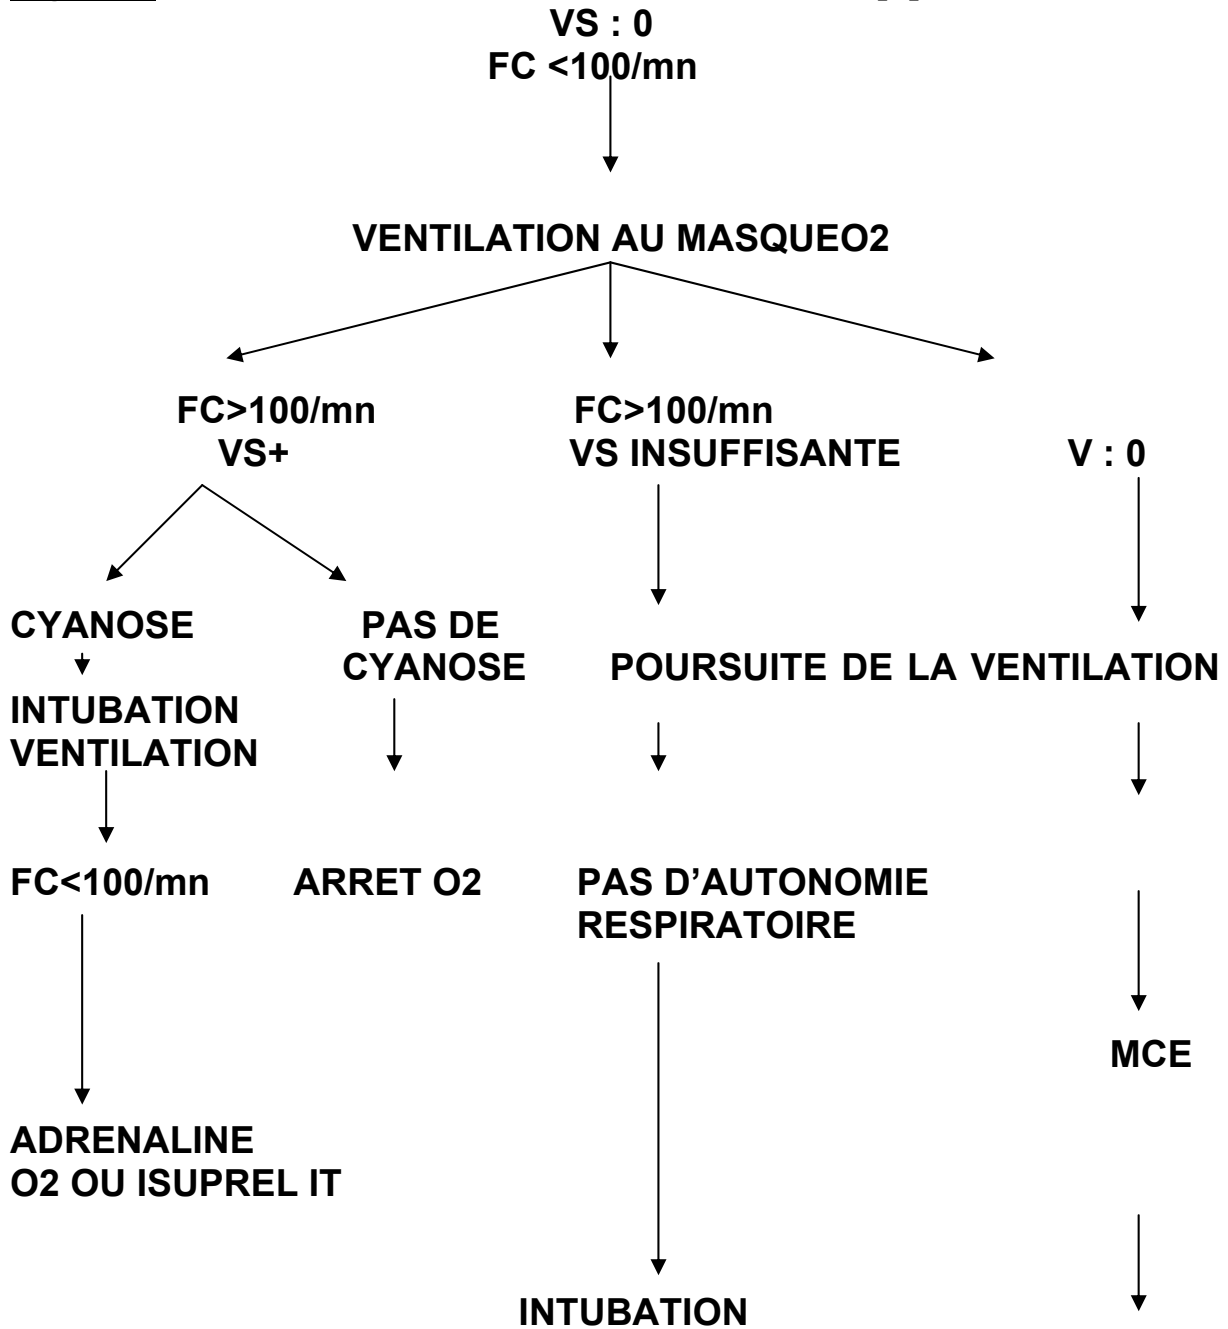 VS : 0
FC <100/mn
VENTILATION AU MASQUEO2
FC>100/mn
VS+
FC>100/mn
VS INSUFFISANTE
V : 0
CYANOSE
PAS DE
CYANOSE
POURSUITE DE LA VENTILATION
INTUBATION
VENTILATION
FC<100/mn
ARRET O2
PAS D’AUTONOMIE
RESPIRATOIRE
MCE
ADRENALINE
O2 OU ISUPREL IT
INTUBATION